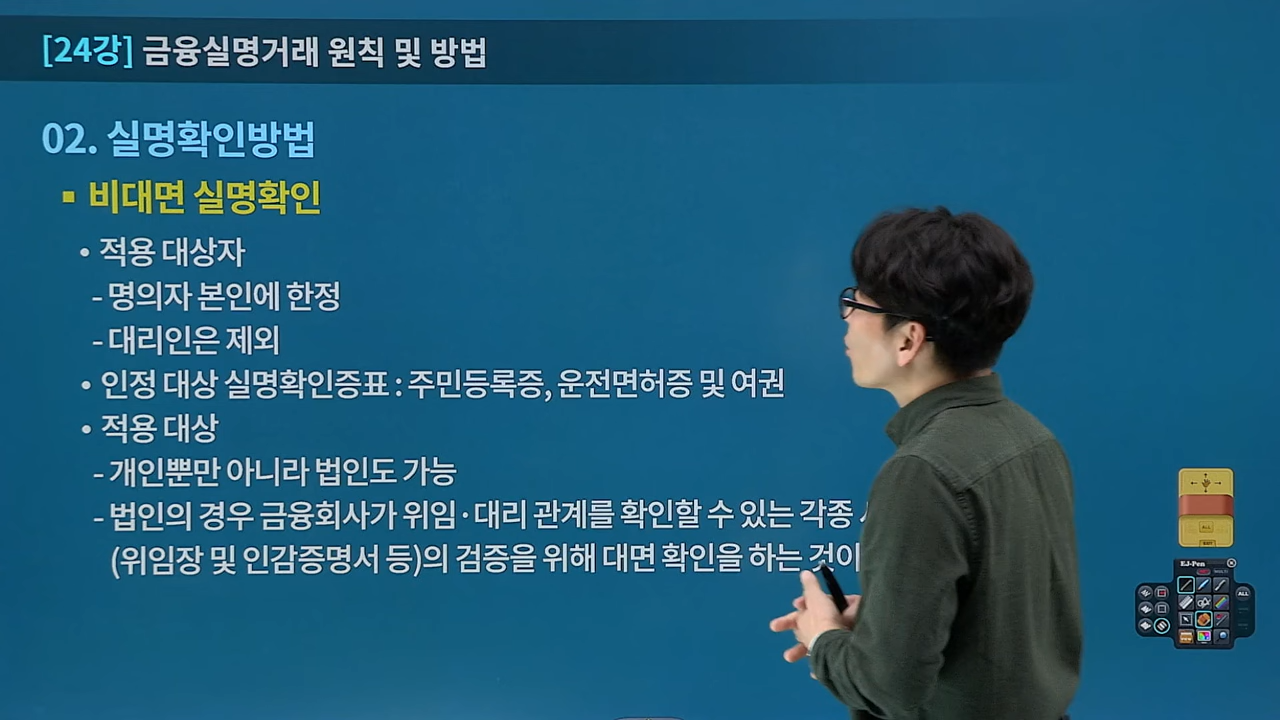 [24강] 금융실명거래 원칙 및 방법
02. 실명확인방법
▪ 비대면 실명확인
• 적용 대상자
- 명의자 본인에 한정
- 대리인은 제외
• 인정 대상 실명확인증표 : 주민등록증, 운전면허증 및 여권
• 적용 대상
- 개인뿐만 아니라 법인도 가능
- 법인의 경우 금융회사가 위임·대리 관계를 확인할 수 있는 각종
(위임장 및 인감증명서 등)의 검증을 위해 대면 확인을 하는 것이
EJ-Pen
ALL
ALL